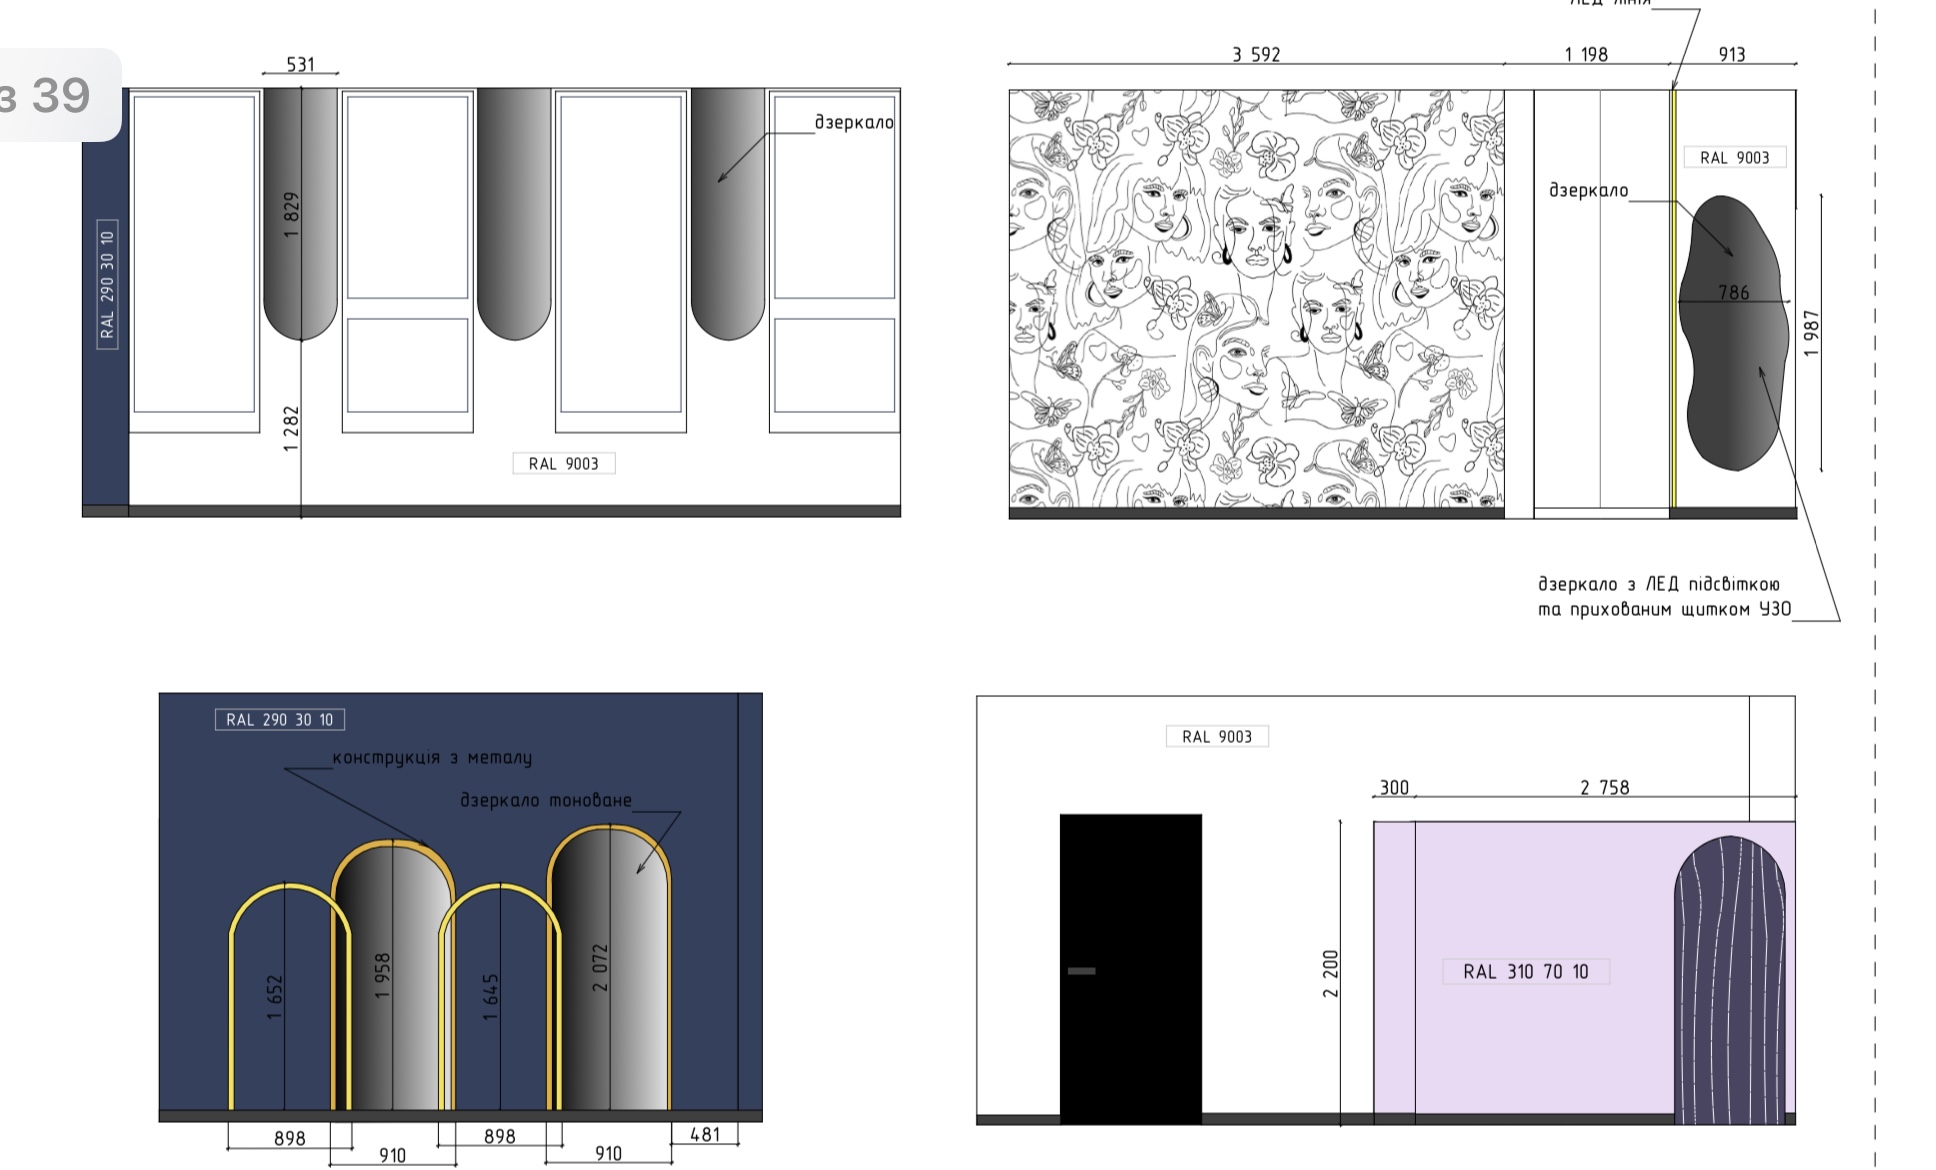 з 39
531
дзеркало
1 829
RAL 290 30 10
1 282
RAL 9003
ЛЕД лінія
3 592
1 198
913
RAL 9003
дзеркало
786
1 987
дзеркало з ЛЕД підсвіткою
та прихованим щитком УЗО
RAL 290 30 10
конструкція з металу
дзеркало тоноване
1 652
1 958
1 645
2 072
898
910
898
910
481
RAL 9003
300
2 758
2 200
RAL 310 70 10